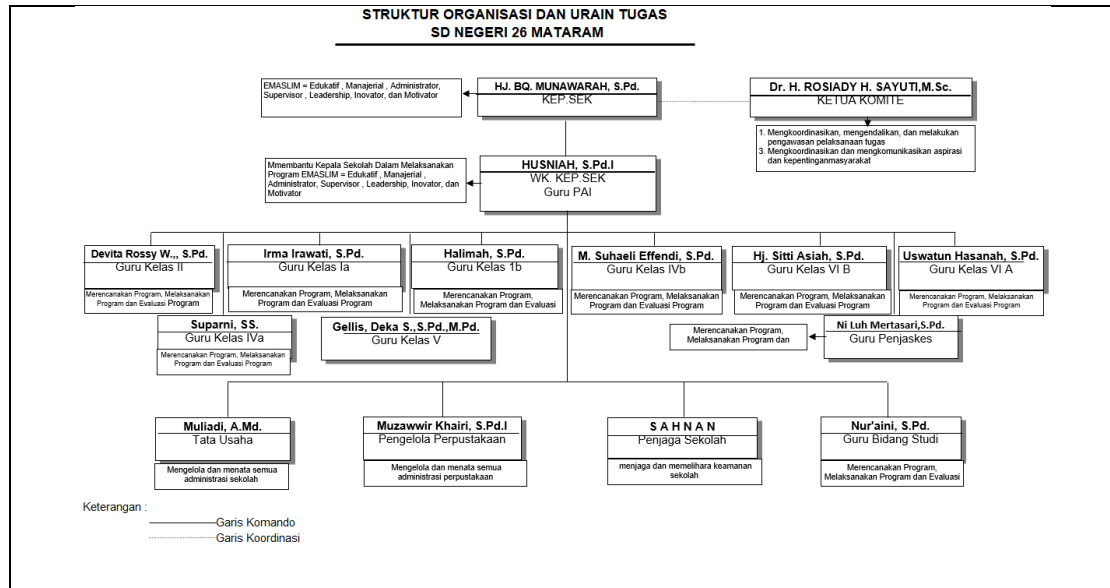 STRUKTUR ORGANISASI DAN URAIN TUGAS
SD NEGERI 26 MATARAM
EMASLIM = Edukatif , Manajerial , Administrator,
Supervisor , Leadership, Inovator, dan Motivator
HJ. BQ. MUNAWARAH, S.Pd.
KEP.SEK
Dr. H. ROSIADY H. SAYUTI,M.Sc.
KETUA KOMITE
1. Mengkoordinasikan, mengendalikan, dan melakukan
pengawasan pelaksanaan tugas
3. Mengkoordinasikan dan mengkomunikasikan aspirasi
dan kepentinganmasyarakat
Mmembantu Kepala Sekolah Dalam Melaksanakan
Program EMASLIM = Edukatif , Manajerial ,
Administrator, Supervisor , Leadership, Inovator, dan
Motivator
HUSNIAH, S.Pd.I
WK. KEP.SEK
Guru PAI
Devita Rossy W.,, S.Pd.
Guru Kelas II
Merencanakan Program, Melaksanakan
Program dan Evaluasi Program
Irma Irawati, S.Pd.
Guru Kelas Ia
Merencanakan Program, Melaksanakan
Program dan Evaluasi Program
Halimah, S.Pd.
Guru Kelas 1b
Merencanakan Program,
Melaksanakan Program dan Evaluasi
M. Suhaeli Effendi, S.Pd.
Guru Kelas IVb
Merencanakan Program, Melaksanakan
Program dan Evaluasi Program
Hj. Sitti Asiah, S.Pd.
Guru Kelas VI B
Merencanakan Program, Melaksanakan
Program dan Evaluasi Program
Uswatun Hasanah, S.Pd.
Guru Kelas VI A
Merencanakan Program, Melaksanakan
Program dan Evaluasi Program
Suparni, SS.
Guru Kelas IVa
Merencanakan Program, Melaksanakan
Program dan Evaluasi Program
Gellis, Deka S.,S.Pd.,M.Pd.
Guru Kelas V
Merencanakan Program,
Melaksanakan Program dan
Ni Luh Mertasari,S.Pd.
Guru Penjaskes
Muliadi, A.Md.
Tata Usaha
Mengelola dan menata semua
administrasi sekolah
Muzawwir Khairi, S.Pd.I
Pengelola Perpustakaan
Mengelola dan menata semua
administrasi perpustakaan
S A H N A N
Penjaga Sekolah
menjaga dan memelihara keamanan
sekolah
Nur'aini, S.Pd.
Guru Bidang Studi
Merencanakan Program,
Melaksanakan Program dan Evaluasi
Keterangan :
Garis Komando
Garis Koordinasi